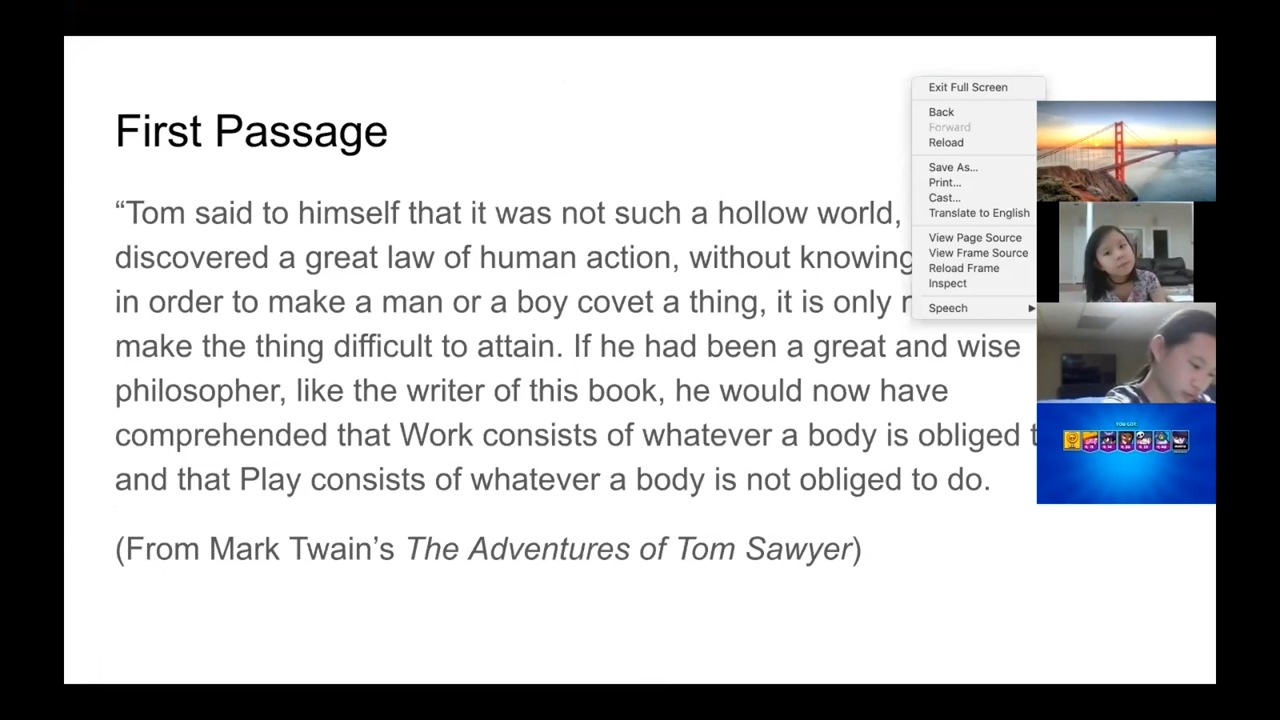 First Passage
“Tom said to himself that it was not such a hollow world,
discovered a great law of human action, without knowing
in order to make a man or a boy covet a thing, it is only
make the thing difficult to attain. If he had been a great and wise
philosopher, like the writer of this book, he would now have
comprehended that Work consists of whatever a body is obliged
and that Play consists of whatever a body is not obliged to do.
(From Mark Twain’s The Adventures of Tom Sawyer)
Exit Full Screen
Back
Forward
Reload
Save As...
Print...
Cast...
Translate to English
View Page Source
View Frame Source
Reload Frame
Inspect
Speech
YOU GOT